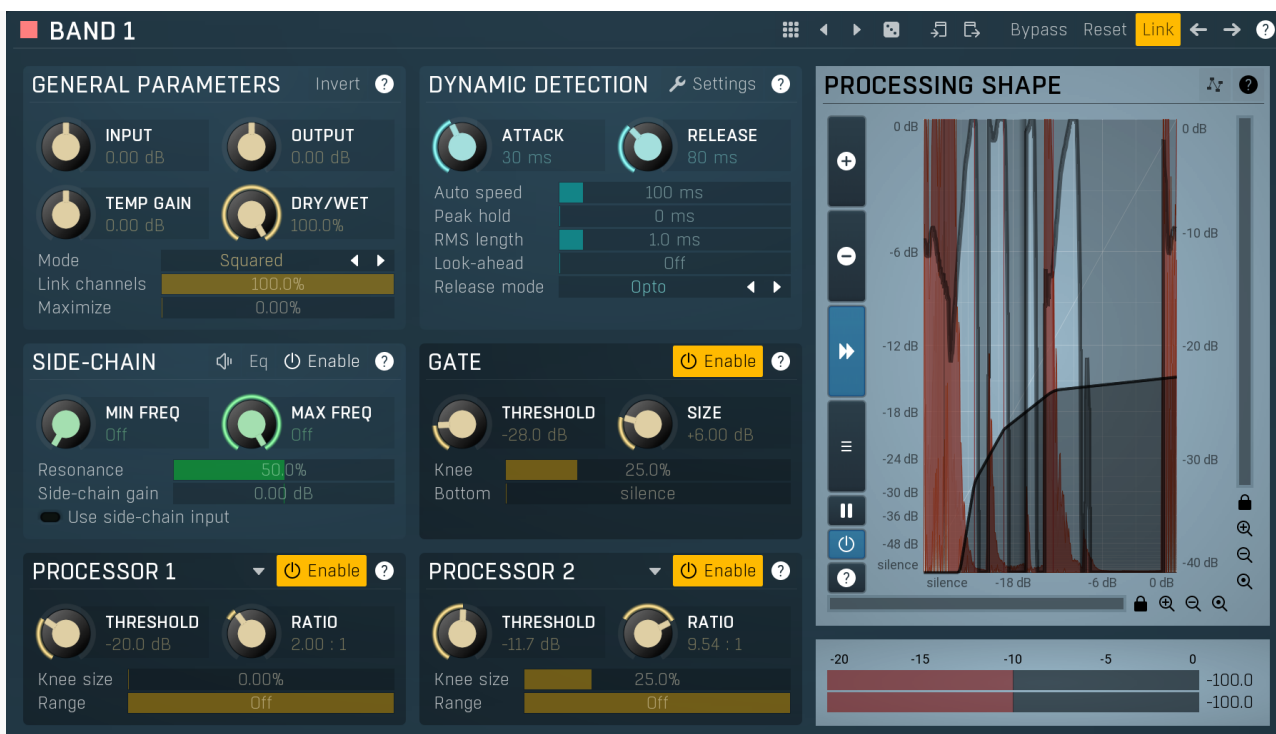 BAND 1
Bypass Reset Link ?
GENERAL PARAMETERS Invert ?
INPUT
0.00 dB
OUTPUT
0.00 dB
TEMP GAIN
0.00 dB
DRY/WET
100.0%
Mode Squared
Link channels 100.0%
Maximize 0.00%
DYNAMIC DETECTION Settings ?
ATTACK
30 ms
RELEASE
80 ms
Auto speed 100 ms
Peak hold 0 ms
RMS length 1.0 ms
Look-ahead Off
Release mode Opto
SIDE-CHAIN Eq Enable ?
MIN FREQ
Off
MAX FREQ
Off
Resonance 50.0%
Side-chain gain 0.00 dB
Use side-chain input
GATE Enable ?
THRESHOLD
-28.0 dB
SIZE
+6.00 dB
Knee 25.0%
Bottom silence
PROCESSOR 1 Enable ?
THRESHOLD
-20.0 dB
RATIO
2.00 : 1
Knee size 0.00%
Range Off
PROCESSOR 2 Enable ?
THRESHOLD
-11.7 dB
RATIO
9.54 : 1
Knee size 25.0%
Range Off
PROCESSING SHAPE ?
0 dB 0 dB
-10 dB
-6 dB
-12 dB -20 dB
-18 dB
-24 dB -30 dB
-30 dB
-36 dB
-48 dB
silence -40 dB
?
silence -18 dB -6 dB 0 dB
-20 -15 -10 -5 0
-100.0
-100.0